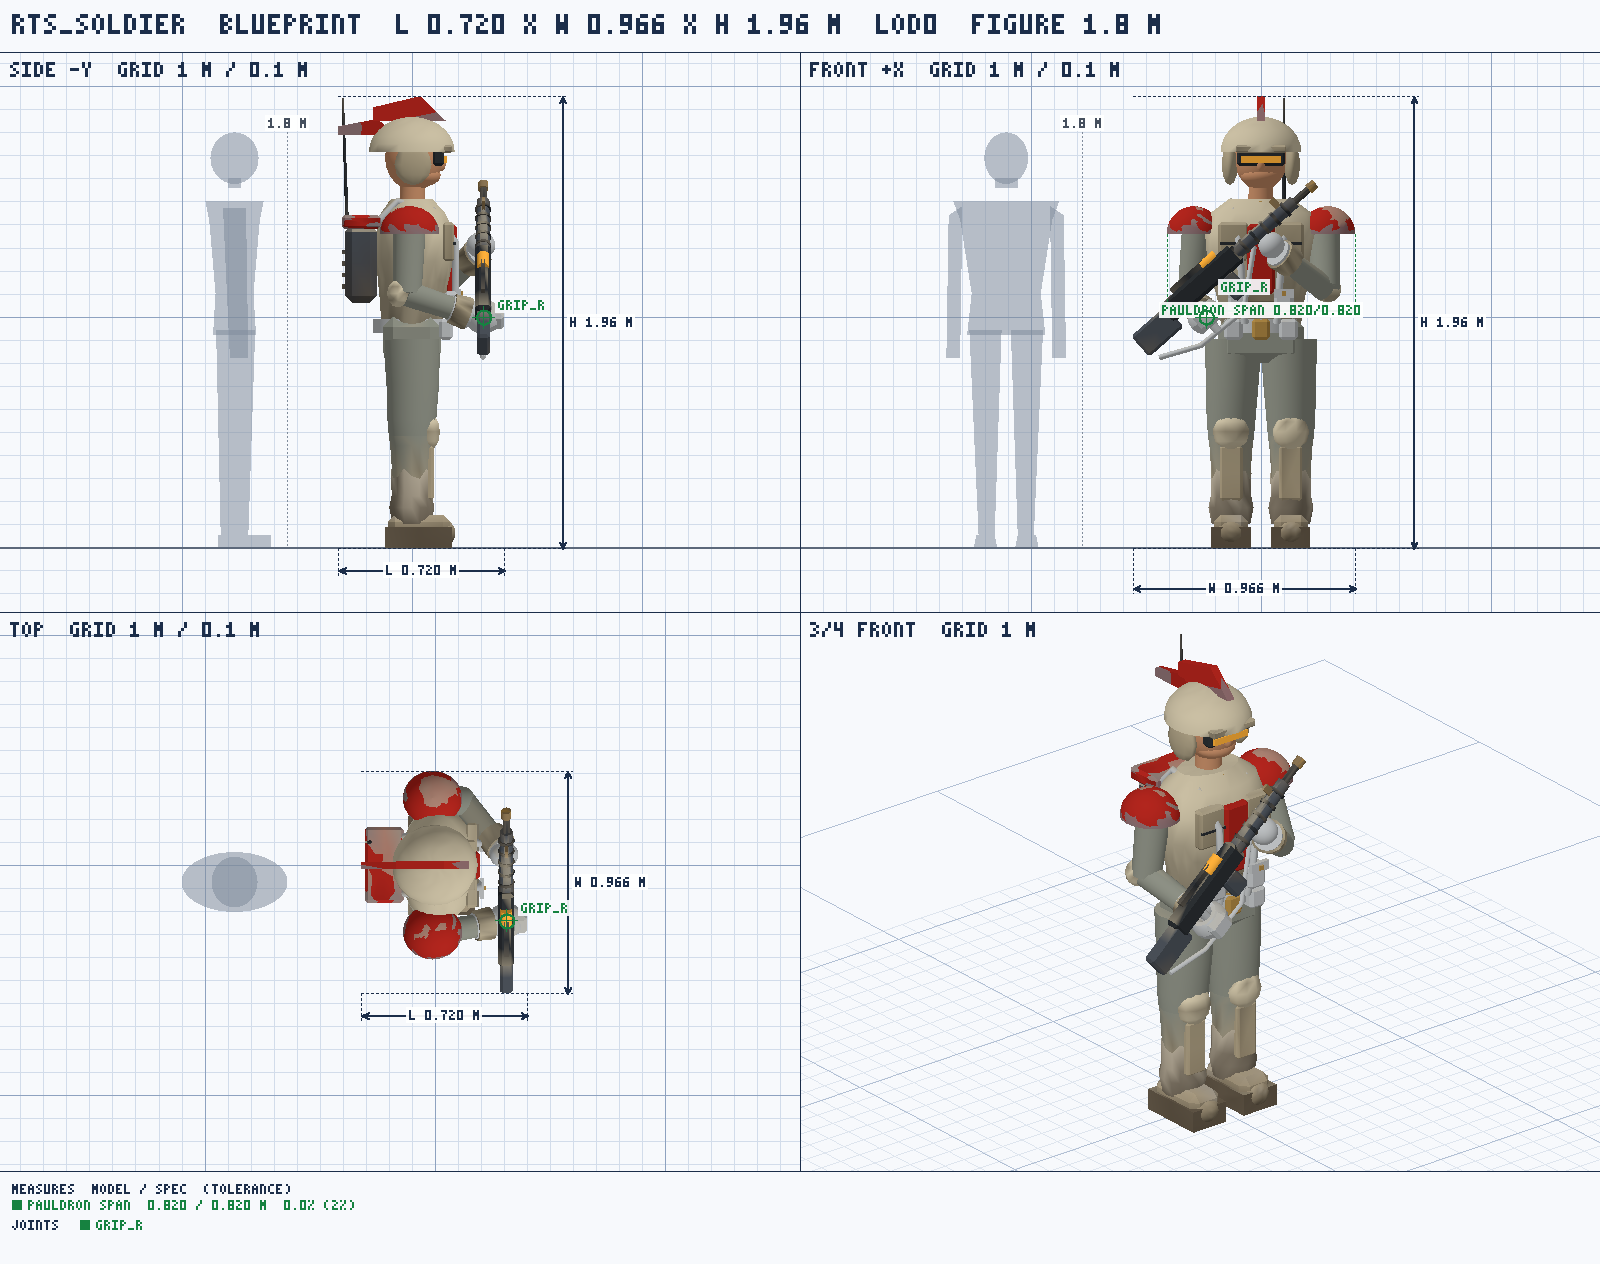 RTS_SOLDIER BLUEPRINT L 0.720 X W 0.966 X H 1.96 M LOD0 FIGURE 1.8 M
SIDE -Y GRID 1 M / 0.1 M
1.8 M
GRIP_R
H 1.96 M
L 0.720 M
FRONT +X GRID 1 M / 0.1 M
1.8 M
GRIP_R
PAULDRON SPAN 0.820/0.820
H 1.96 M
W 0.966 M
TOP GRID 1 M / 0.1 M
W 0.966 M
GRIP_R
L 0.720 M
3/4 FRONT GRID 1 M
MEASURES MODEL / SPEC (TOLERANCE)
PAULDRON SPAN 0.820 / 0.820 M 0.0% (2%)
JOINTS GRIP_R